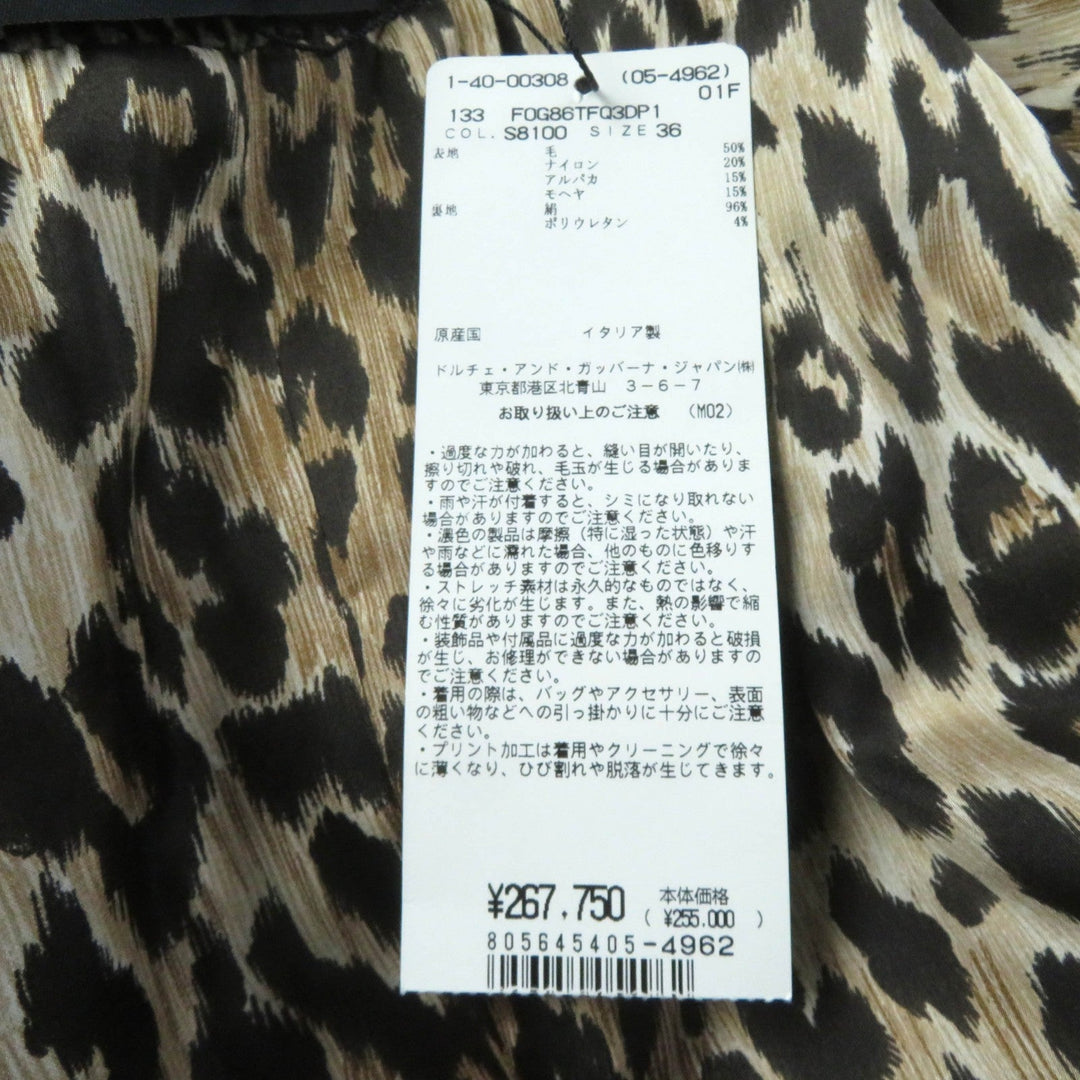 1-40-00308 (05-4962)
01F
133 F0G86TFQ3DP1
COL. S8100 SIZE 36
表地 毛 50%
ナイロン 20%
アルパカ 15%
モヘヤ 15%
裏地 絹 96%
ポリウレタン 4%
原産国 イタリア製
ドルチェ・アンド・ガッバーナ・ジャパン㈱
東京都港区北青山 3-6-7
お取り扱い上のご注意 (M02)
・過度な力が加わると、縫い目が開いたり、
擦り切れや破れ、毛玉が生じる場合がありま
すのでご注意ください。
・雨や汗が付着すると、シミになり取れない
場合がありますのでご注意ください。
・濃色の製品は摩擦(特に湿った状態)や汗
や雨などに濡れた場合、他のものに色移りす
る場合がありますのでご注意ください。
・ストレッチ素材は永久的なものではなく、
徐々に劣化が生じます。また、熱の影響で縮
む性質がありますのでご注意ください。
・装飾品や付属品に過度な力が加わると破損
が生じ、お修理ができない場合がありますの
でご注意ください。
・着用の際は、バッグやアクセサリー、表面
の粗い物などへの引っ掛かりに十分にご注意
ください。
・プリント加工は着用やクリーニングで徐々
に薄くなり、ひび割れや脱落が生じてきます。
¥267,750 本体価格
( ¥255,000 )
805645405-4962